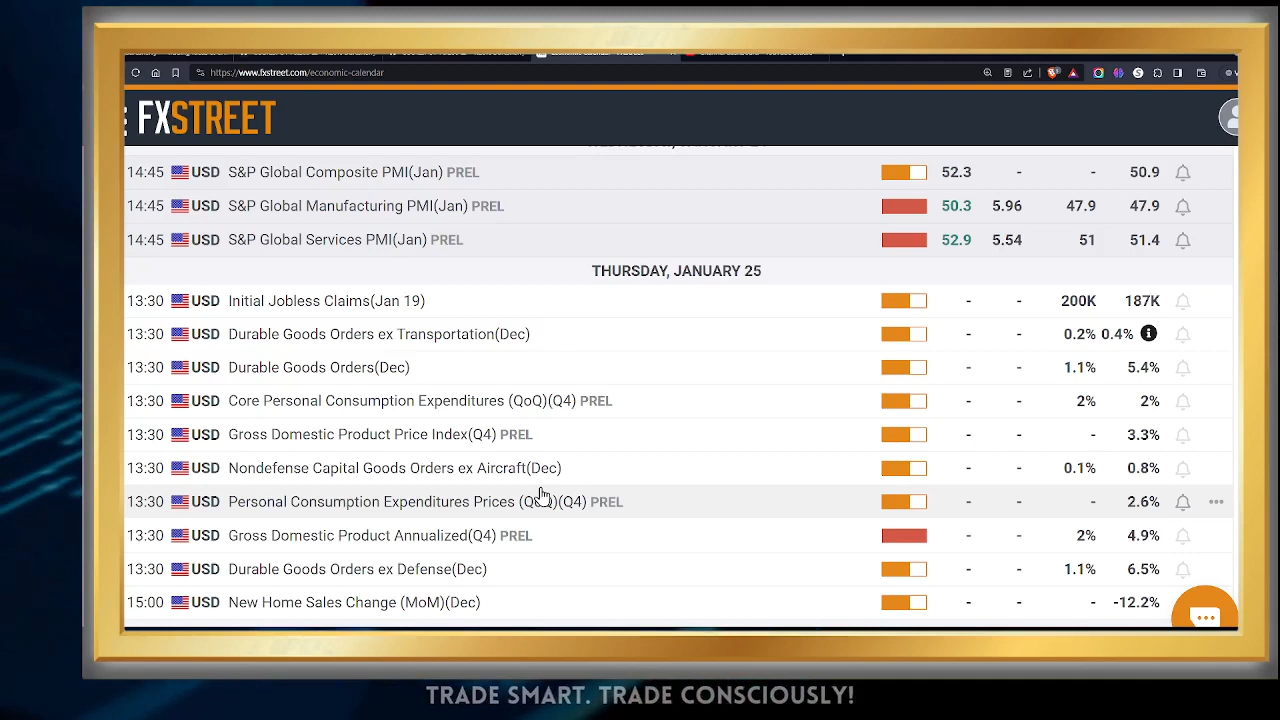 https://www.fxstreet.com/economic-calendar
FXSTREET
14:45 USD S&P Global Composite PMI(Jan) PREL 52.3 - - 50.9
14:45 USD S&P Global Manufacturing PMI(Jan) PREL 50.3 5.96 47.9 47.9
14:45 USD S&P Global Services PMI(Jan) PREL 52.9 5.54 51 51.4
THURSDAY, JANUARY 25
13:30 USD Initial Jobless Claims(Jan 19) - - 200K 187K
13:30 USD Durable Goods Orders ex Transportation(Dec) - - 0.2% 0.4%
13:30 USD Durable Goods Orders(Dec) - - 1.1% 5.4%
13:30 USD Core Personal Consumption Expenditures (QoQ)(Q4) PREL - - 2% 2%
13:30 USD Gross Domestic Product Price Index(Q4) PREL - - - 3.3%
13:30 USD Nondefense Capital Goods Orders ex Aircraft(Dec) - - 0.1% 0.8%
13:30 USD Personal Consumption Expenditures Prices (QoQ)(Q4) PREL - - - 2.6%
13:30 USD Gross Domestic Product Annualized(Q4) PREL - - 2% 4.9%
13:30 USD Durable Goods Orders ex Defense(Dec) - - 1.1% 6.5%
15:00 USD New Home Sales Change (MoM)(Dec) - - - -12.2%
TRADE SMART. TRADE CONSCIOUSLY!